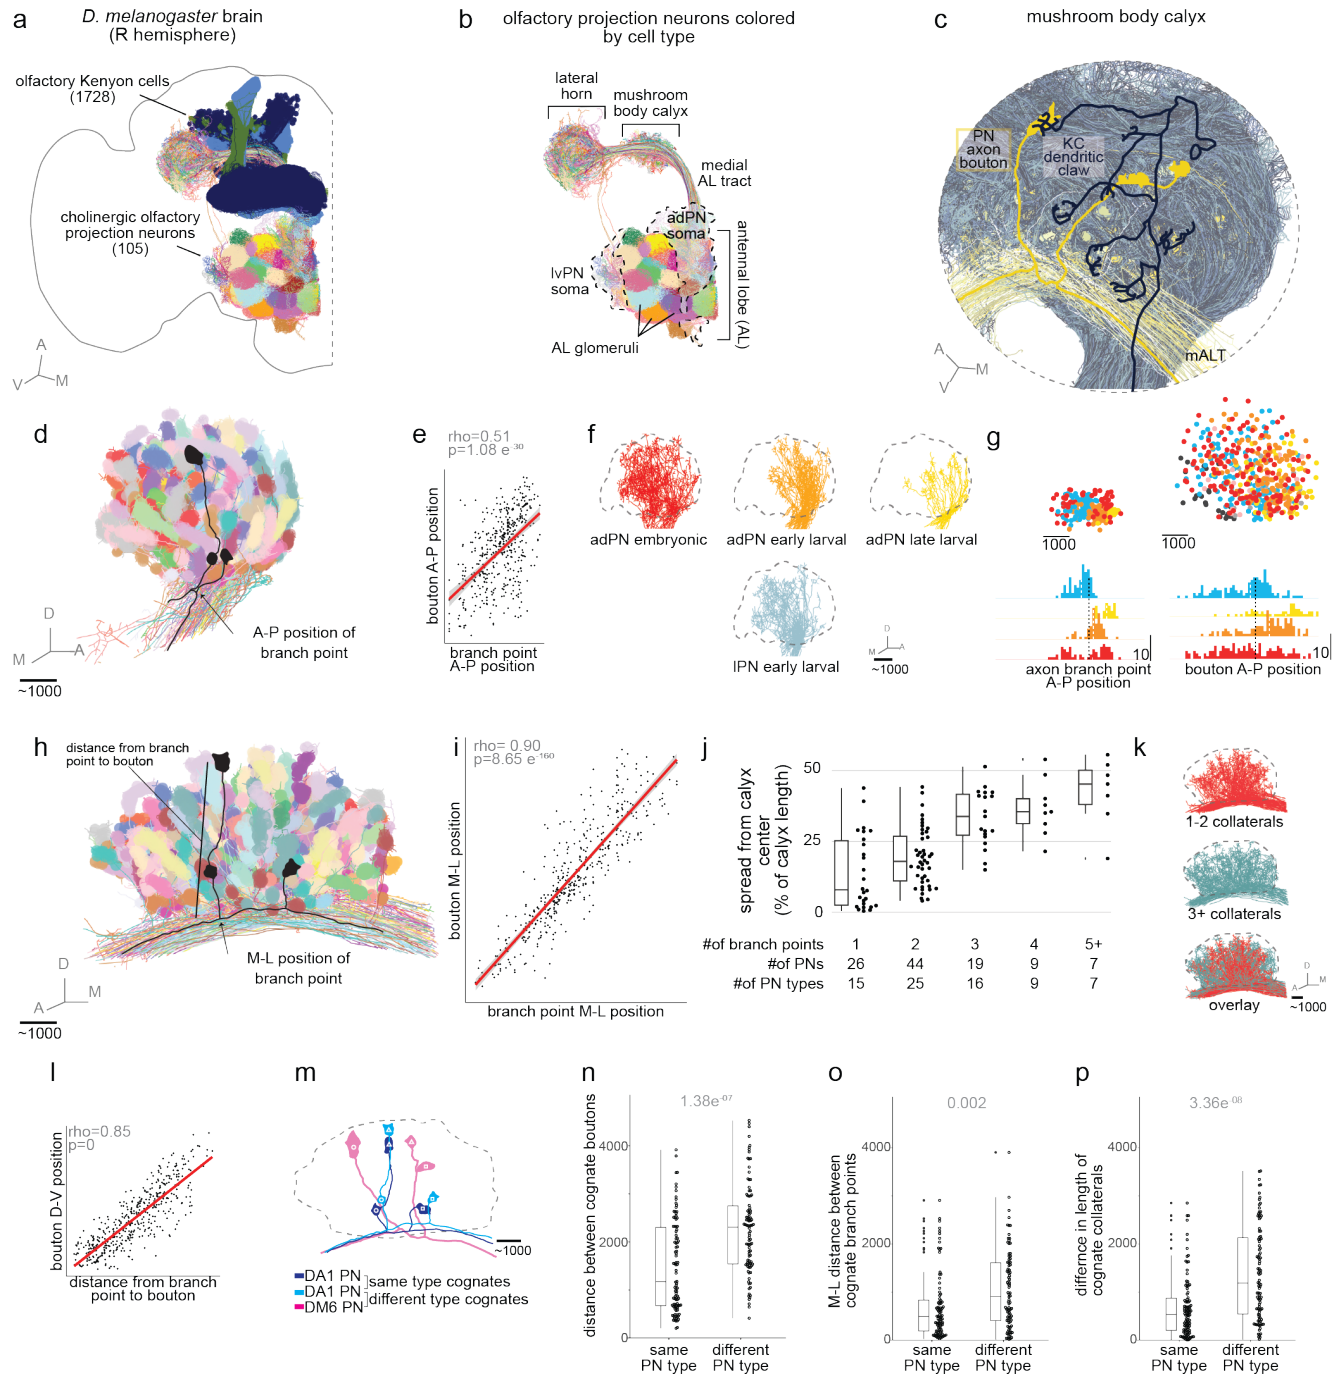 a
D. melanogaster brain
(R hemisphere)
olfactory Kenyon cells
(1728)
cholinergic olfactory
projection neurons
(105)
A
V
M
b
olfactory projection neurons colored
by cell type
lateral
horn
mushroom
body calyx
medial
AL tract
adPN
soma
lvPN
soma
antennal lobe (AL)
AL glomeruli
c
mushroom body calyx
PN
axon
bouton
KC
dendritic
claw
mALT
A
M
V
d
A-P position of
branch point
D
M
A
~1000
e
rho=0.51
p=1.08 e-30
bouton A-P position
branch point
A-P position
f
adPN embryonic
adPN early larval
adPN late larval
lPN early larval
D
M
A
~1000
g
1000
1000
10
10
axon branch point
A-P position
bouton A-P position
h
distance from branch
point to bouton
M-L position of
branch point
D
A
M
~1000
i
rho= 0.90
p=8.65 e-160
bouton M-L position
branch point M-L position
j
spread from calyx
center
(% of calyx length)
50
25
0
#of branch points 1 2 3 4 5+
#of PNs 26 44 19 9 7
#of PN types 15 25 16 9 7
k
1-2 collaterals
3+ collaterals
overlay
D
A
M
~1000
l
rho=0.85
p=0
bouton D-V position
distance from branch
point to bouton
m
~1000
DA1 PN
DA1 PN
DM6 PN
same type cognates
different type cognates
n
1.38e-07
distance between cognate boutons
4000
2000
0
same
PN type
different
PN type
o
0.002
M-L distance between
cognate branch points
4000
2000
0
same
PN type
different
PN type
p
3.36e-08
differnce in length of
cognate collaterals
4000
2000
0
same
PN type
different
PN type